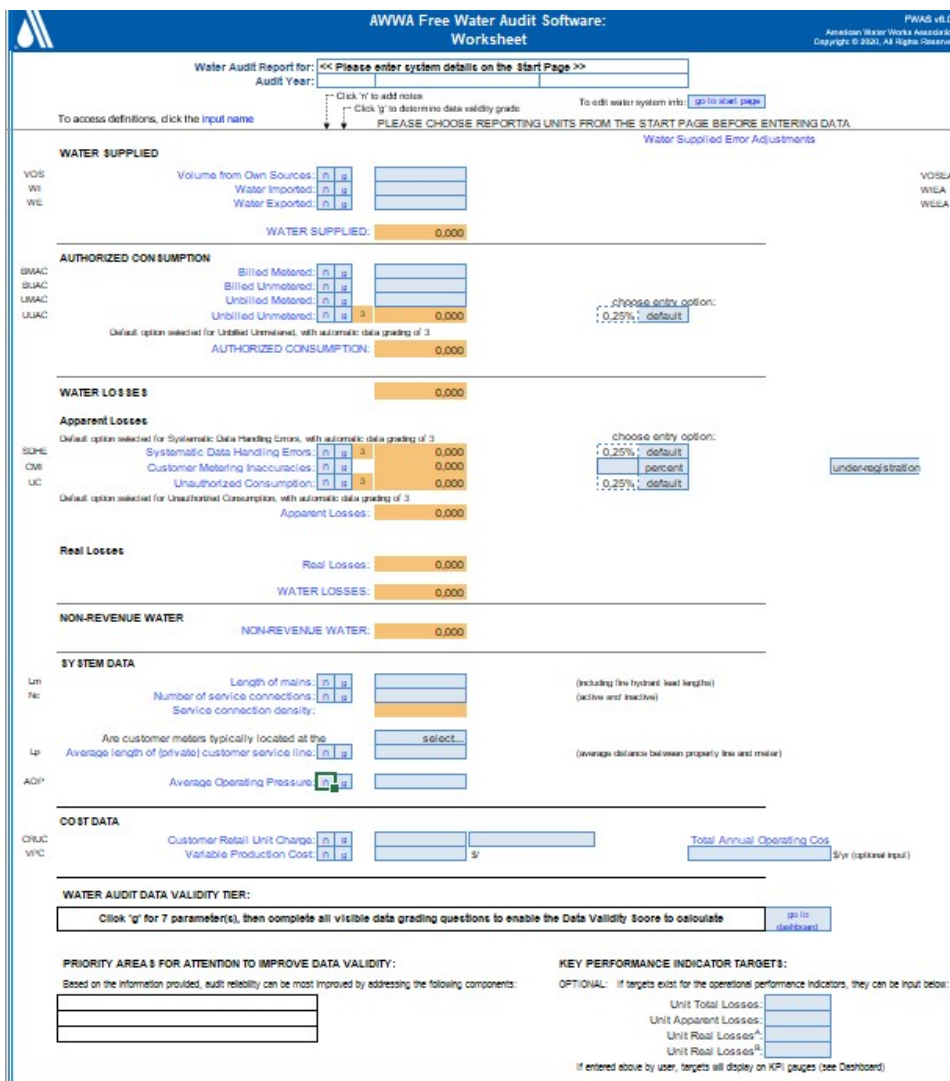 AWWA Free Water Audit Software:
Worksheet
FWAS v6.0
American Water Works Associatio
Copyright © 2020, All Rights Reserve
Water Audit Report for: << Please enter system details on the Start Page >>
Audit Year:
Click 'n' to add notes
Click 'g' to determine data validity grade
To edit water system info: go to start page
To access definitions, click the input name
PLEASE CHOOSE REPORTING UNITS FROM THE START PAGE BEFORE ENTERING DATA
Water Supplied Error Adjustments
WATER SUPPLIED
VOS Volume from Own Sources: n g VOSEA
WI Water Imported: n g WIEA
WE Water Exported: n g WEEA
WATER SUPPLIED: 0,000
AUTHORIZED CONSUMPTION
BMAC Billed Metered: n g
BUAC Billed Unmetered: n g
UMAC Unbilled Metered: n g choose entry option:
UUAC Unbilled Unmetered: n g 3 0,000 0,25% default
Default option selected for Unbilled Unmetered, with automatic data grading of 3
AUTHORIZED CONSUMPTION: 0,000
WATER LOSSES 0,000
Apparent Losses
Default option selected for Systematic Data Handling Errors, with automatic data grading of 3 choose entry option:
SDHE Systematic Data Handling Errors: n g 3 0,000 0,25% default
CMI Customer Metering Inaccuracies: n g 0,000 percent under-registration
UC Unauthorized Consumption: n g 3 0,000 0,25% default
Default option selected for Unauthorized Consumption, with automatic data grading of 3
Apparent Losses: 0,000
Real Losses
Real Losses: 0,000
WATER LOSSES: 0,000
NON-REVENUE WATER
NON-REVENUE WATER: 0,000
SYSTEM DATA
Lm Length of mains: n g (including fire hydrant lead lengths)
Nc Number of service connections: n g (active and inactive)
Service connection density:
Are customer meters typically located at the select...
Lp Average length of (private) customer service line: n g (average distance between property line and meter)
AOP Average Operating Pressure: n g
COST DATA
CRUC Customer Retail Unit Charge: n g Total Annual Operating Cos
VPC Variable Production Cost: n g $/ $/yr (optional input)
WATER AUDIT DATA VALIDITY TIER:
Click 'g' for 7 parameter(s), then complete all visible data grading questions to enable the Data Validity Score to calculate go to dashboard
PRIORITY AREAS FOR ATTENTION TO IMPROVE DATA VALIDITY: KEY PERFORMANCE INDICATOR TARGETS:
Based on the information provided, audit reliability can be most improved by addressing the following components: OPTIONAL: If targets exist for the operational performance indicators, they can be input below:
Unit Total Losses:
Unit Apparent Losses:
Unit Real Losses^A:
Unit Real Losses^B:
If entered above by user, targets will display on KPI gauges (see Dashboard)